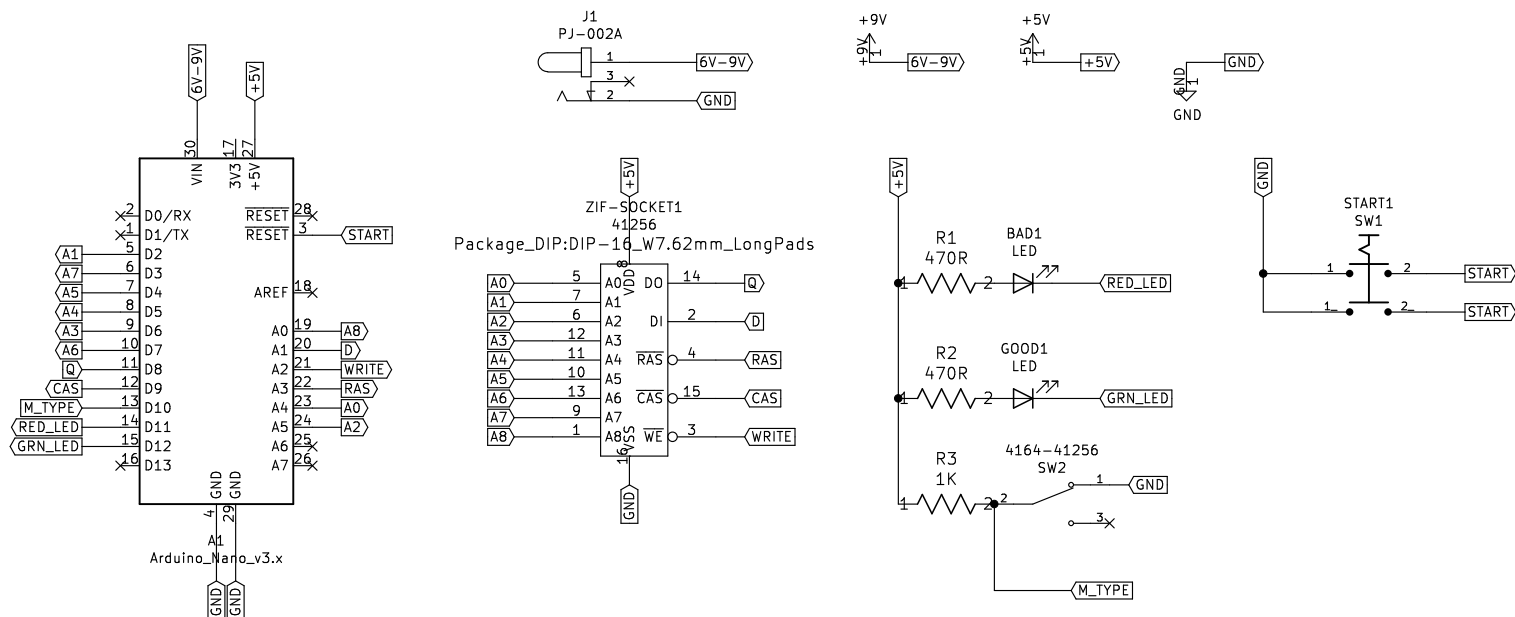 J1
PJ-002A
1
6V-9V
3
2
GND
+9V
+9V
1
6V-9V
+5V
+5V
1
+5V
GND
GND
1
GND
6V-9V
+5V
30
17
27
VIN
3V3
+5V
2 D0/RX
1 D1/TX
A1 5 D2
A7 6 D3
A5 7 D4
A4 8 D5
A3 9 D6
A6 10 D7
Q 11 D8
CAS 12 D9
M_TYPE 13 D10
RED_LED 14 D11
GRN_LED 15 D12
16 D13
RESET 28
RESET 3 START
AREF 18
A0 19 A8
A1 20 D
A2 21 WRITE
A3 22 RAS
A4 23 A0
A5 24 A2
A6 25
A7 26
GND
GND
4
29
A1
Arduino_Nano_v3.x
GND
GND
+5V
ZIF-SOCKET1
41256
Package_DIP:DIP-16_W7.62mm_LongPads
8
VDD
A0 5 A0
A1 7 A1
A2 6 A2
A3 12 A3
A4 11 A4
A5 10 A5
A6 13 A6
A7 9 A7
A8 1 A8
DO 14 Q
DI 2 D
RAS 4 RAS
CAS 15 CAS
WE 3 WRITE
VSS
16
GND
+5V
R1
470R
1
2
BAD1
LED
RED_LED
R2
470R
1
2
GOOD1
LED
GRN_LED
R3
1K
1
2
2
4164-41256
SW2
1
GND
3
M_TYPE
GND
START1
SW1
1
2
START
1_
2_
START